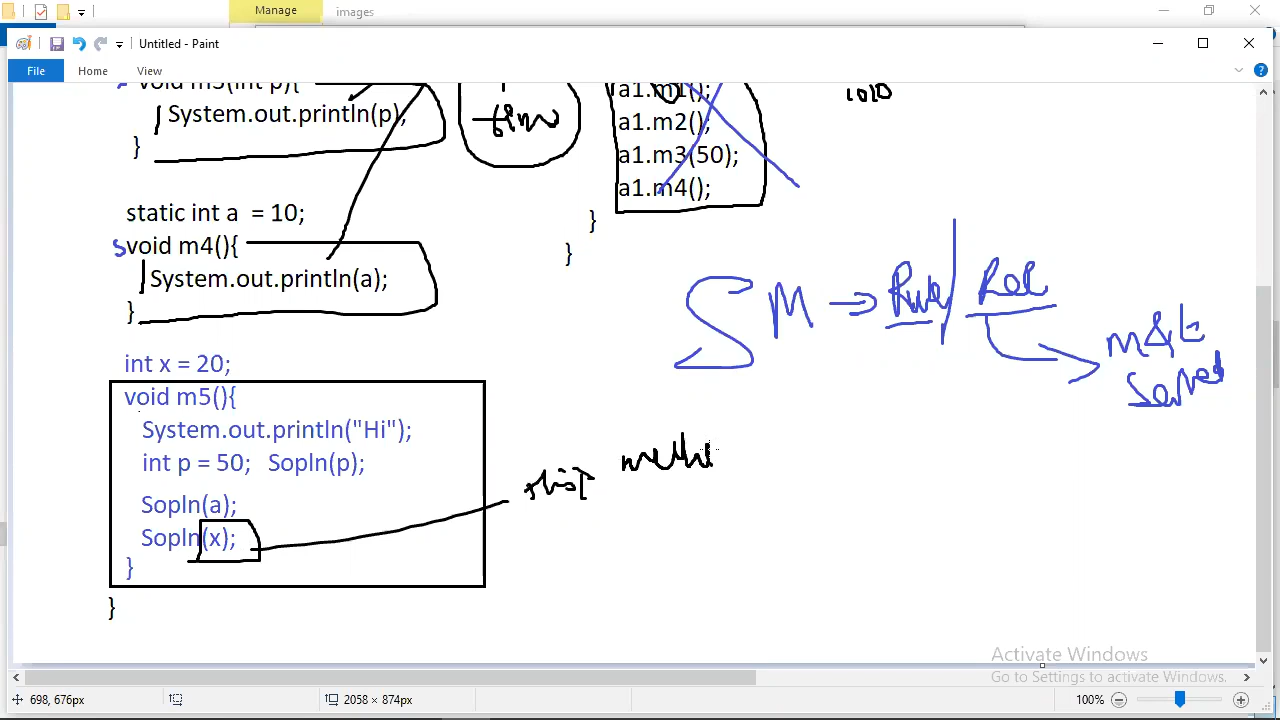 Manage images
Untitled - Paint
File Home View
void m3(int p){
System.out.println(p);
}
static int a = 10;
s void m4(){
System.out.println(a);
}
int x = 20;
void m5(){
System.out.println("Hi");
int p = 50; Sopln(p);
Sopln(a);
Sopln(x);
}
}
time
a1.m1();
a1.m2();
a1.m3(50);
a1.m4();
}
}
1010
S M
this
Activate Windows
Go to Settings to activate Windows.
698, 676px
2058 × 874px
100%